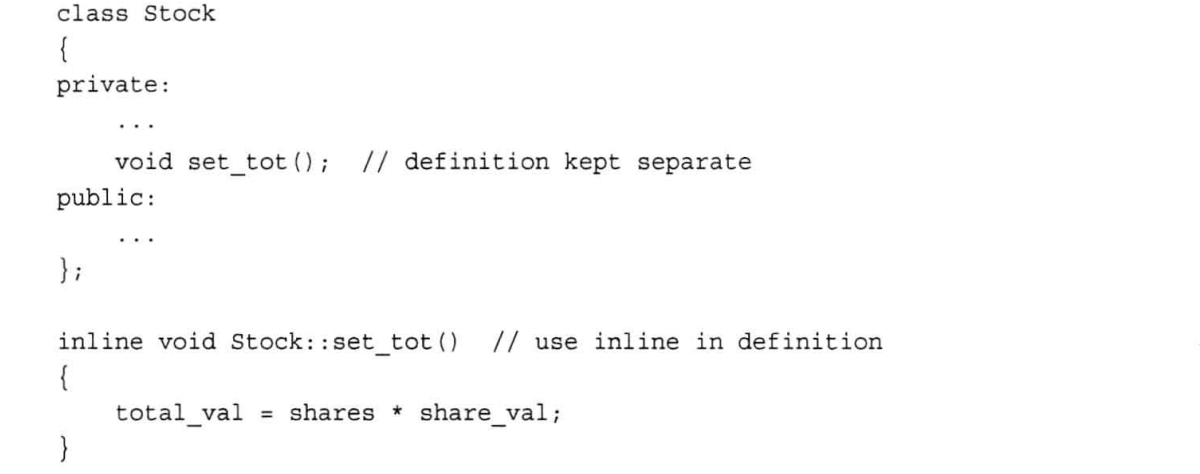 class Stock
{
private:
    ...
    void set_tot();  // definition kept separate
public:
    ...
};

inline void Stock::set_tot()  // use inline in definition
{
    total_val = shares * share_val;
}